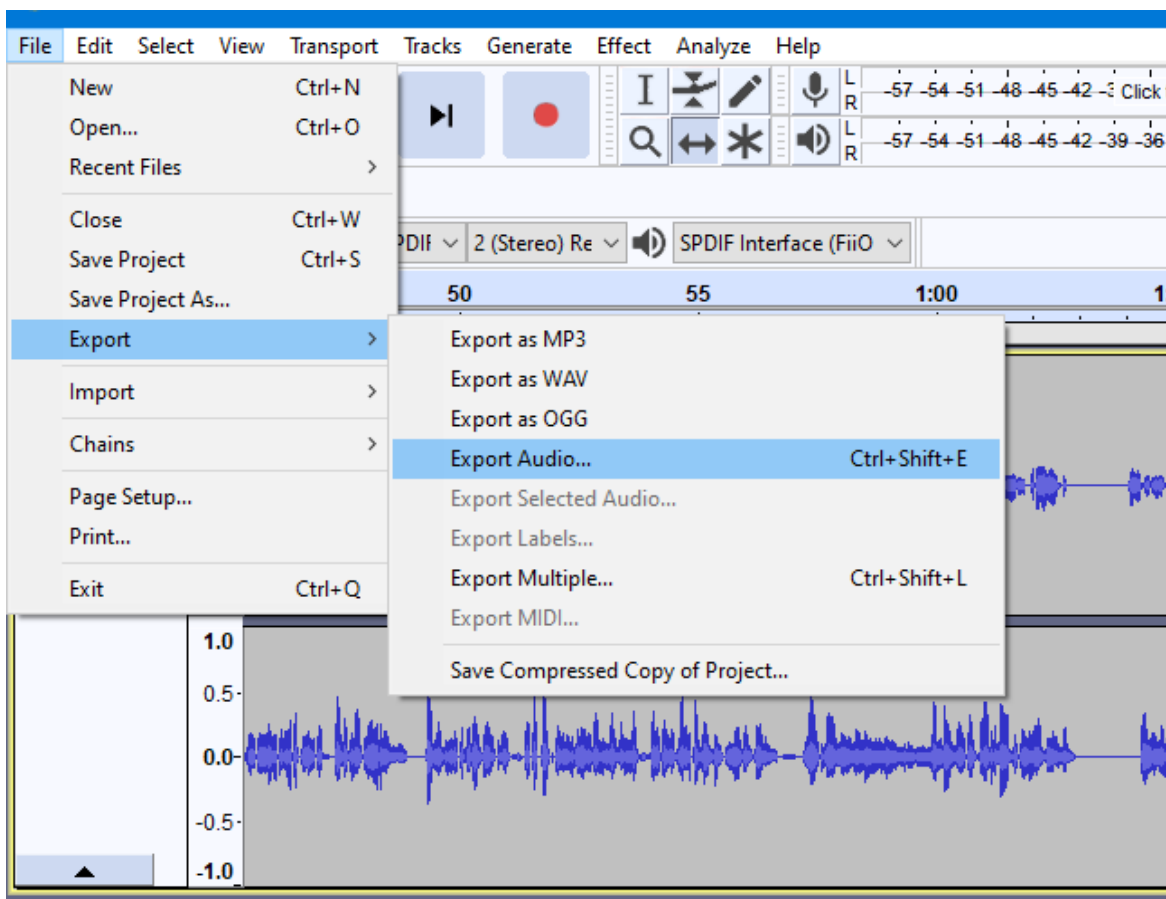 File Edit Select View Transport Tracks Generate Effect Analyze Help
New Ctrl+N
Open... Ctrl+O
Recent Files
Close Ctrl+W
Save Project Ctrl+S
Save Project As...
Export
Import
Chains
Page Setup...
Print...
Exit Ctrl+Q
L
R
-57 -54 -51 -48 -45 -42 -3 Click
L
R
-57 -54 -51 -48 -45 -42 -39 -36
PDIF 2 (Stereo) Re SPDIF Interface (FiiO
50 55 1:00 1
Export as MP3
Export as WAV
Export as OGG
Export Audio... Ctrl+Shift+E
Export Selected Audio...
Export Labels...
Export Multiple... Ctrl+Shift+L
Export MIDI...
Save Compressed Copy of Project...
1.0
0.5-
0.0-
-0.5-
-1.0